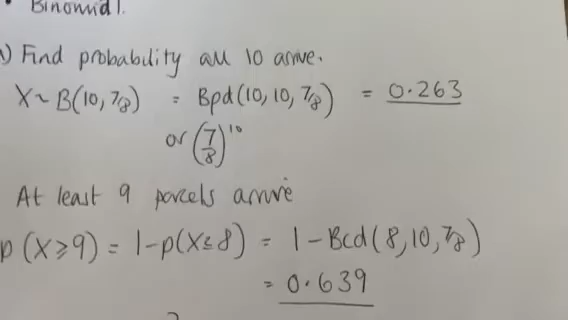 • Binomial.
) Find probability all 10 arrive.
X ~ B(10, 7/8) = Bpd(10, 10, 7/8) = 0.263
or (7/8)^10
At least 9 parcels arrive
p(X ≥ 9) = 1 - p(X ≤ 8) = 1 - Bcd(8, 10, 7/8)
= 0.639